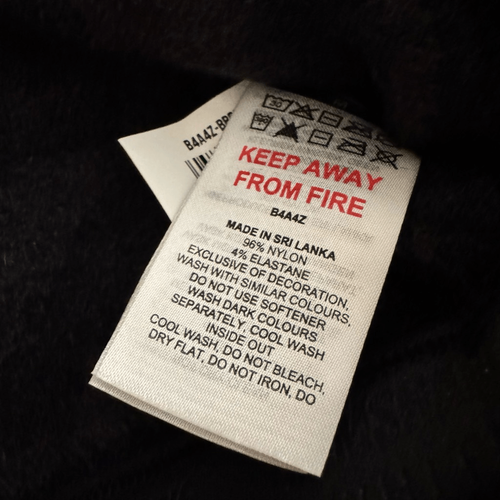 B4A4Z-BB
KEEP AWAY
FROM FIRE
B4A4Z
MADE IN SRI LANKA
96% NYLON
4% ELASTANE
EXCLUSIVE OF DECORATION.
WASH WITH SIMILAR COLOURS,
DO NOT USE SOFTENER
WASH DARK COLOURS
SEPARATELY, COOL WASH
INSIDE OUT
COOL WASH, DO NOT BLEACH,
DRY FLAT, DO NOT IRON, DO